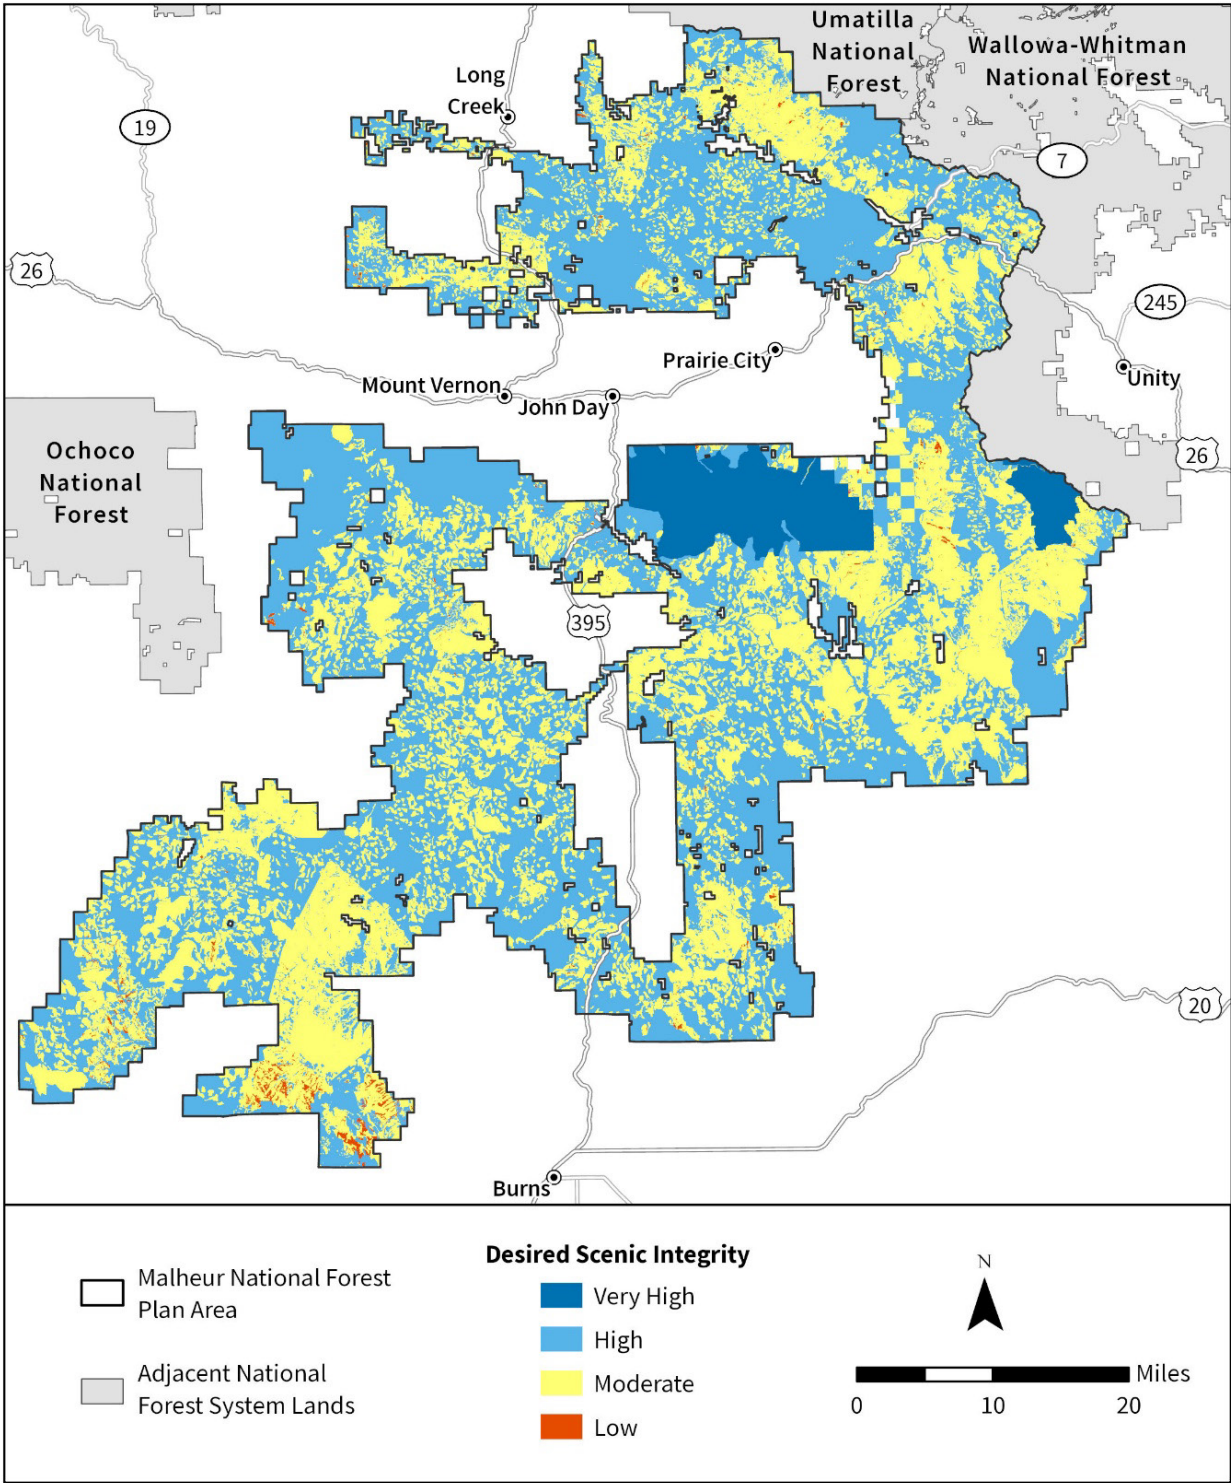 Umatilla
National
Forest
Wallowa-Whitman
National Forest
Long
Creek
19
7
26
245
Prairie City
Unity
Mount Vernon
John Day
26
Ochoco
National
Forest
395
20
Burns
Malheur National Forest
Plan Area
Adjacent National
Forest System Lands
Desired Scenic Integrity
Very High
High
Moderate
Low
N
Miles
0 10 20